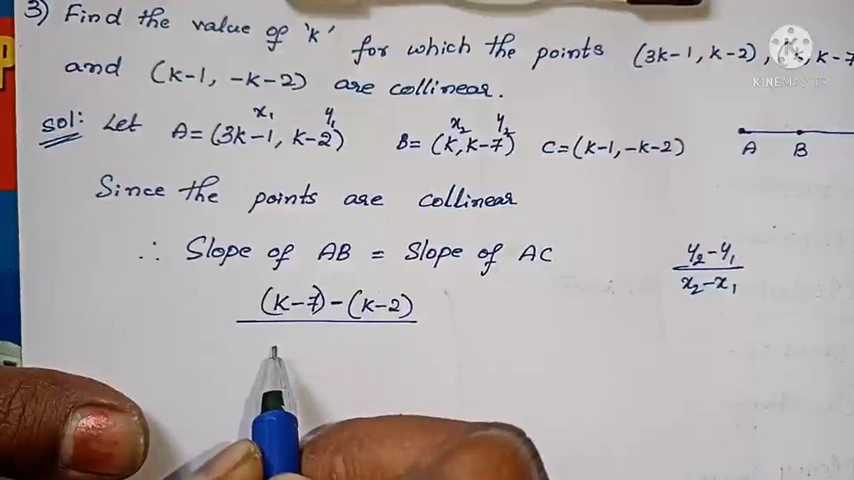 3) Find the value of 'k' for which the points (3k-1, k-2), (k, k-7
and (k-1, -k-2) are collinear.
x₁ y₁ x₂ y₂
Sol: Let A = (3k-1, k-2) B = (k, k-7) C = (k-1, -k-2)
A B
Since the points are collinear
∴ Slope of AB = Slope of AC
y₂-y₁
x₂-x₁
(k-7)-(k-2)
KINEMASTER